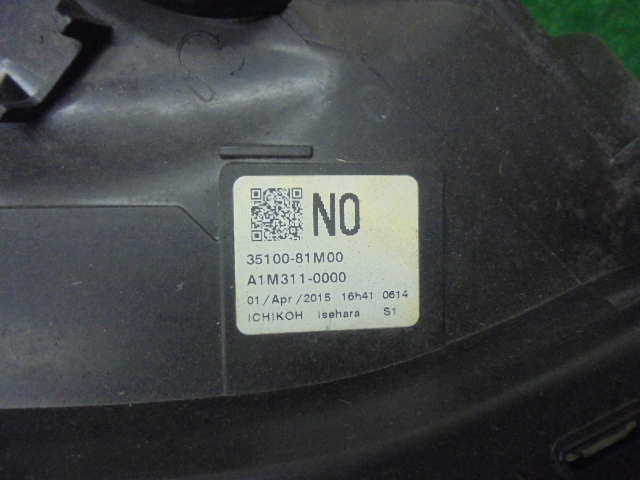 NO
35100-81M00
A1M311-0000
01/Apr/2015 16h41 0614
ICHIKOH isehara S1